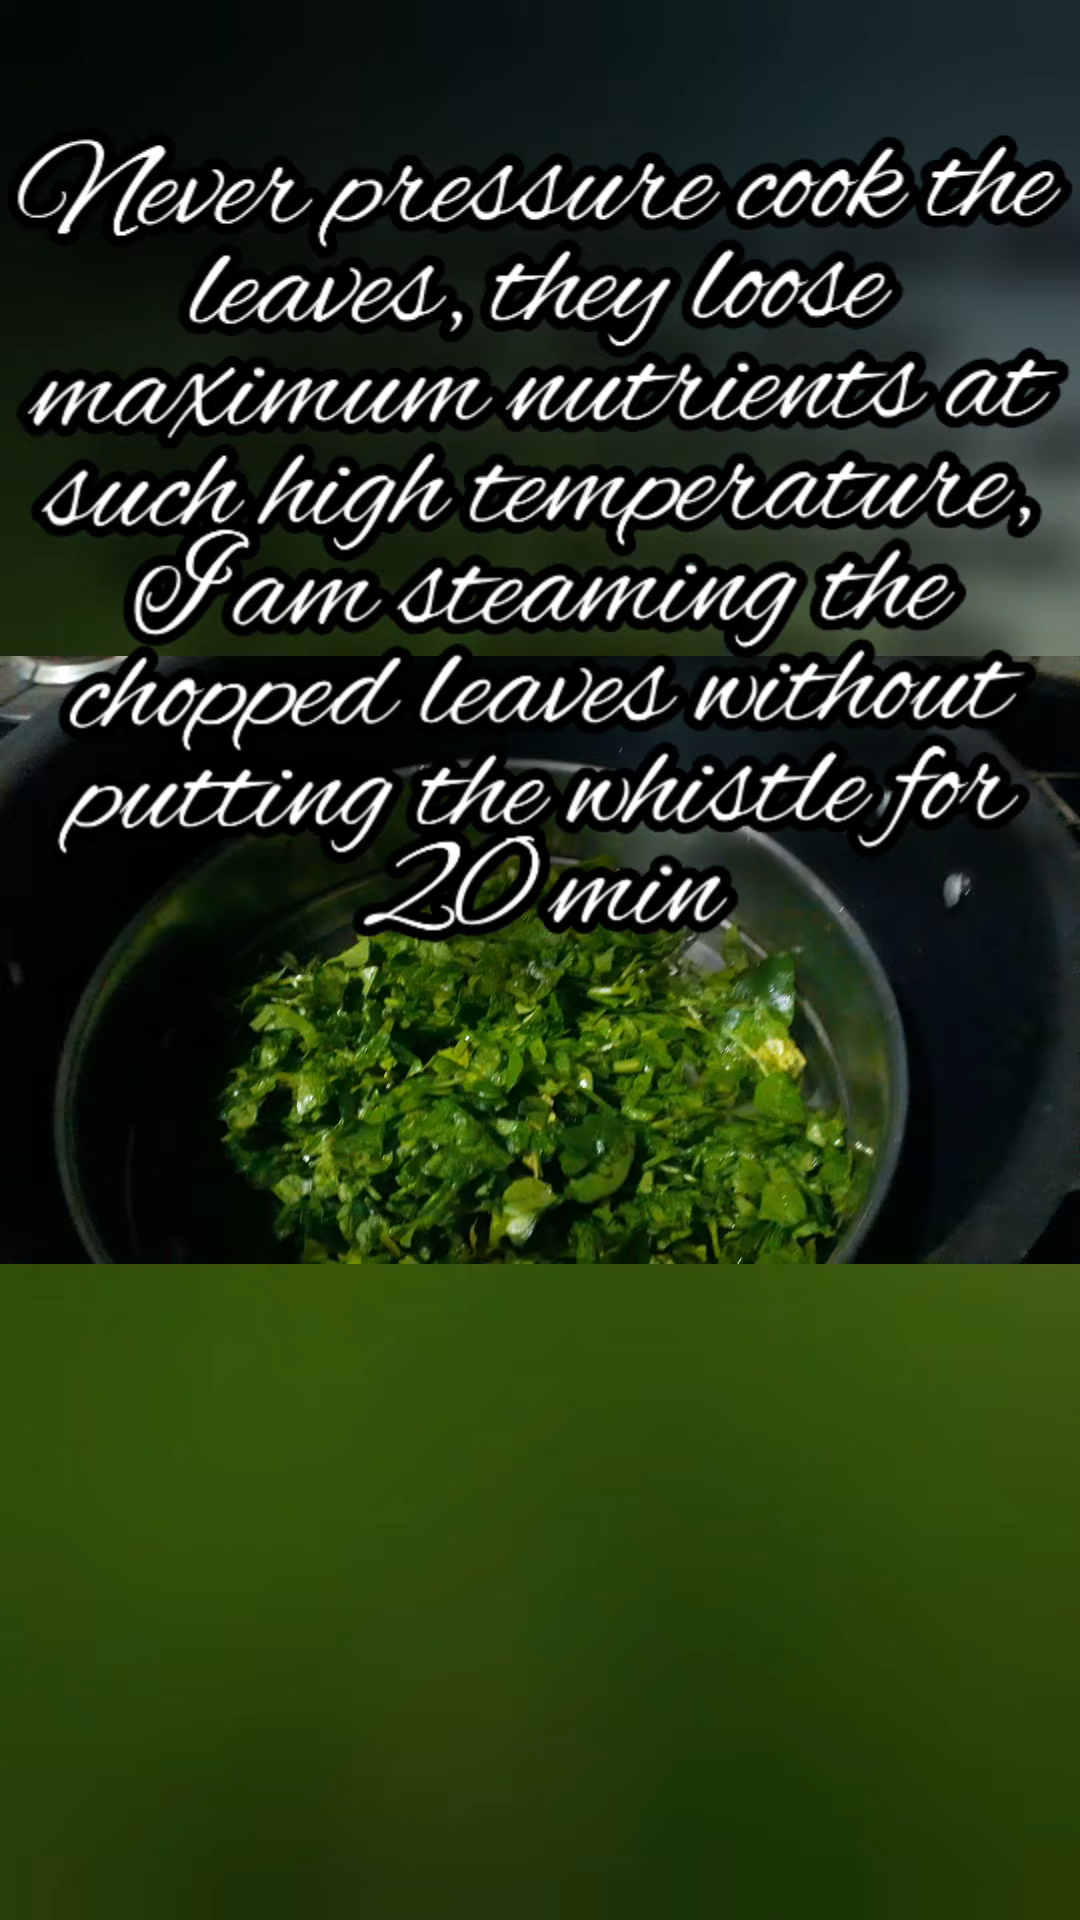 Never pressure cook the
leaves, they loose
maximum nutrients at
such high temperature,
I am steaming the
chopped leaves without
putting the whistle for
20 min